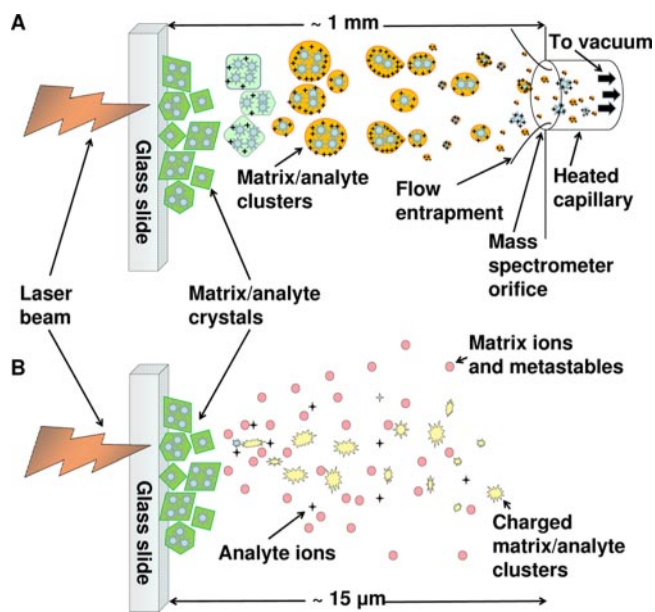 A
~ 1 mm
To vacuum
Glass slide
Matrix/analyte
clusters
Flow
entrapment
Heated
capillary
Mass
spectrometer
orifice
Laser
beam
Matrix/analyte
crystals
B
Matrix ions
and metastables
Glass slide
Analyte ions
Charged
matrix/analyte
clusters
~ 15 µm